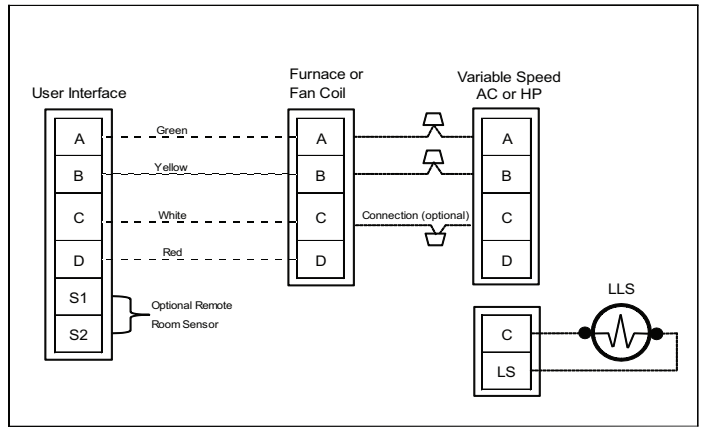 Furnace or
Fan Coil
Variable Speed
AC or HP
User Interface
A
Green
A
A
B
Yellow
B
B
C
White
C
Connection (optional)
C
D
Red
D
D
S1
Optional Remote
Room Sensor
S2
LLS
C
LS